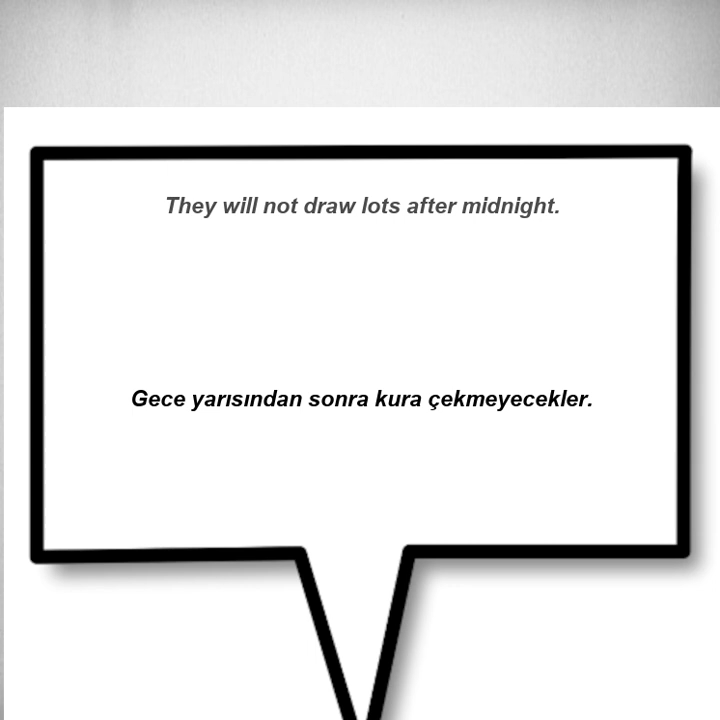 They will not draw lots after midnight.
Gece yarısından sonra kura çekmeyecekler.